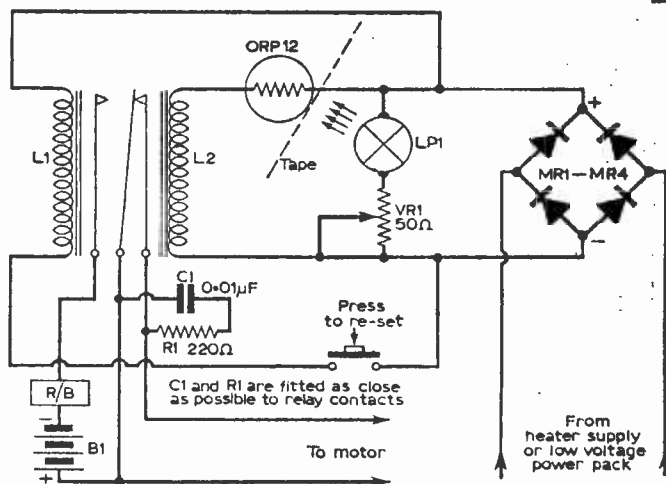 ORP12
L1
L2
Tape
LP1
VR1
50Ω
+
MR1—MR4
−
C1
0·01µF
R1 220Ω
Press
to re-set
C1 and R1 are fitted as close
as possible to relay contacts
R/B
−
B1
+
To motor
From
heater supply
or low voltage
power pack